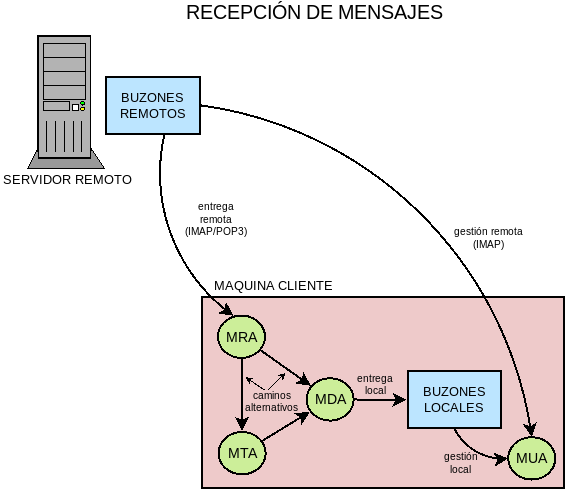 RECEPCIÓN DE MENSAJES
BUZONES
REMOTOS
SERVIDOR REMOTO
entrega
remota
(IMAP/POP3)
gestión remota
(IMAP)
MAQUINA CLIENTE
MRA
caminos
alternativos
MDA
entrega
local
BUZONES
LOCALES
MTA
gestión
local
MUA